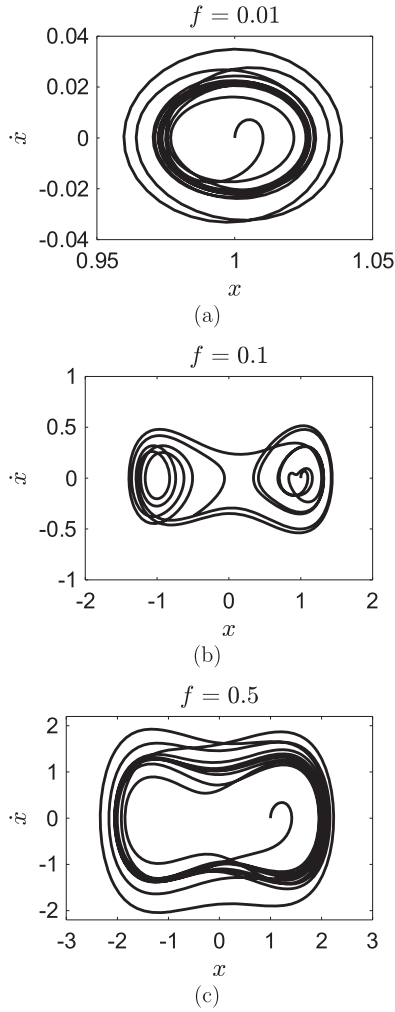 f = 0.01
0.04
0.02
0
-0.02
-0.04
ẋ
0.95 1 1.05
x
(a)
f = 0.1
1
0.5
0
-0.5
-1
ẋ
-2 -1 0 1 2
x
(b)
f = 0.5
2
1
0
-1
-2
ẋ
-3 -2 -1 0 1 2 3
x
(c)